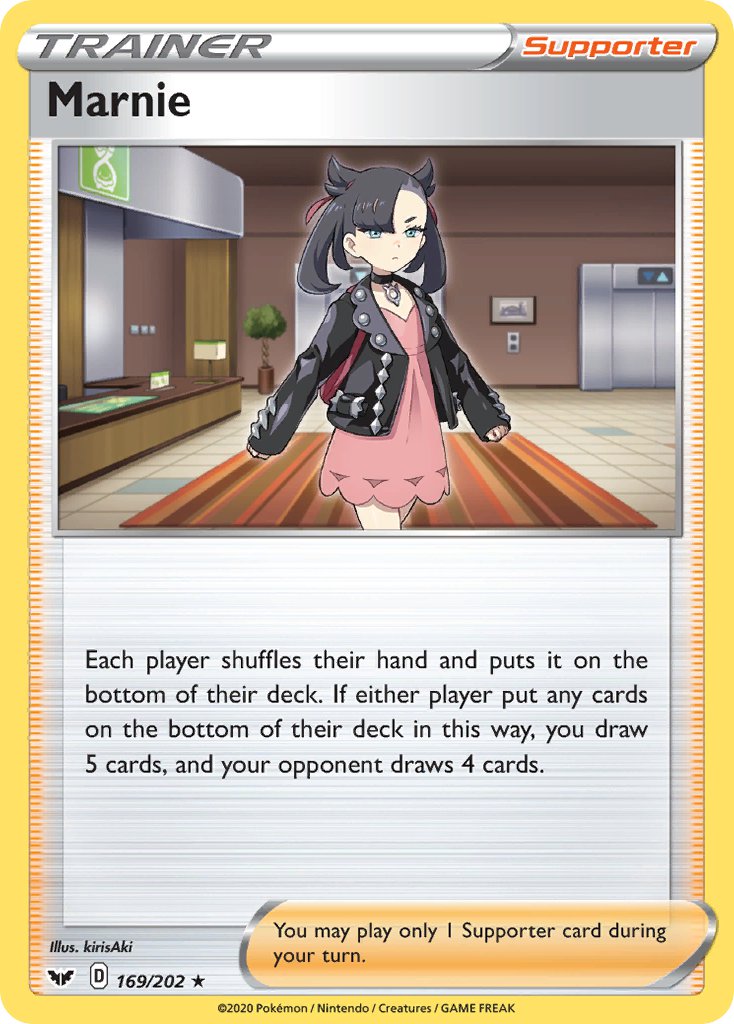 TRAINER
Supporter
Marnie
Each player shuffles their hand and puts it on the
bottom of their deck. If either player put any cards
on the bottom of their deck in this way, you draw
5 cards, and your opponent draws 4 cards.
You may play only 1 Supporter card during
your turn.
Illus. kirisAki
D 169/202 ★
©2020 Pokémon / Nintendo / Creatures / GAME FREAK